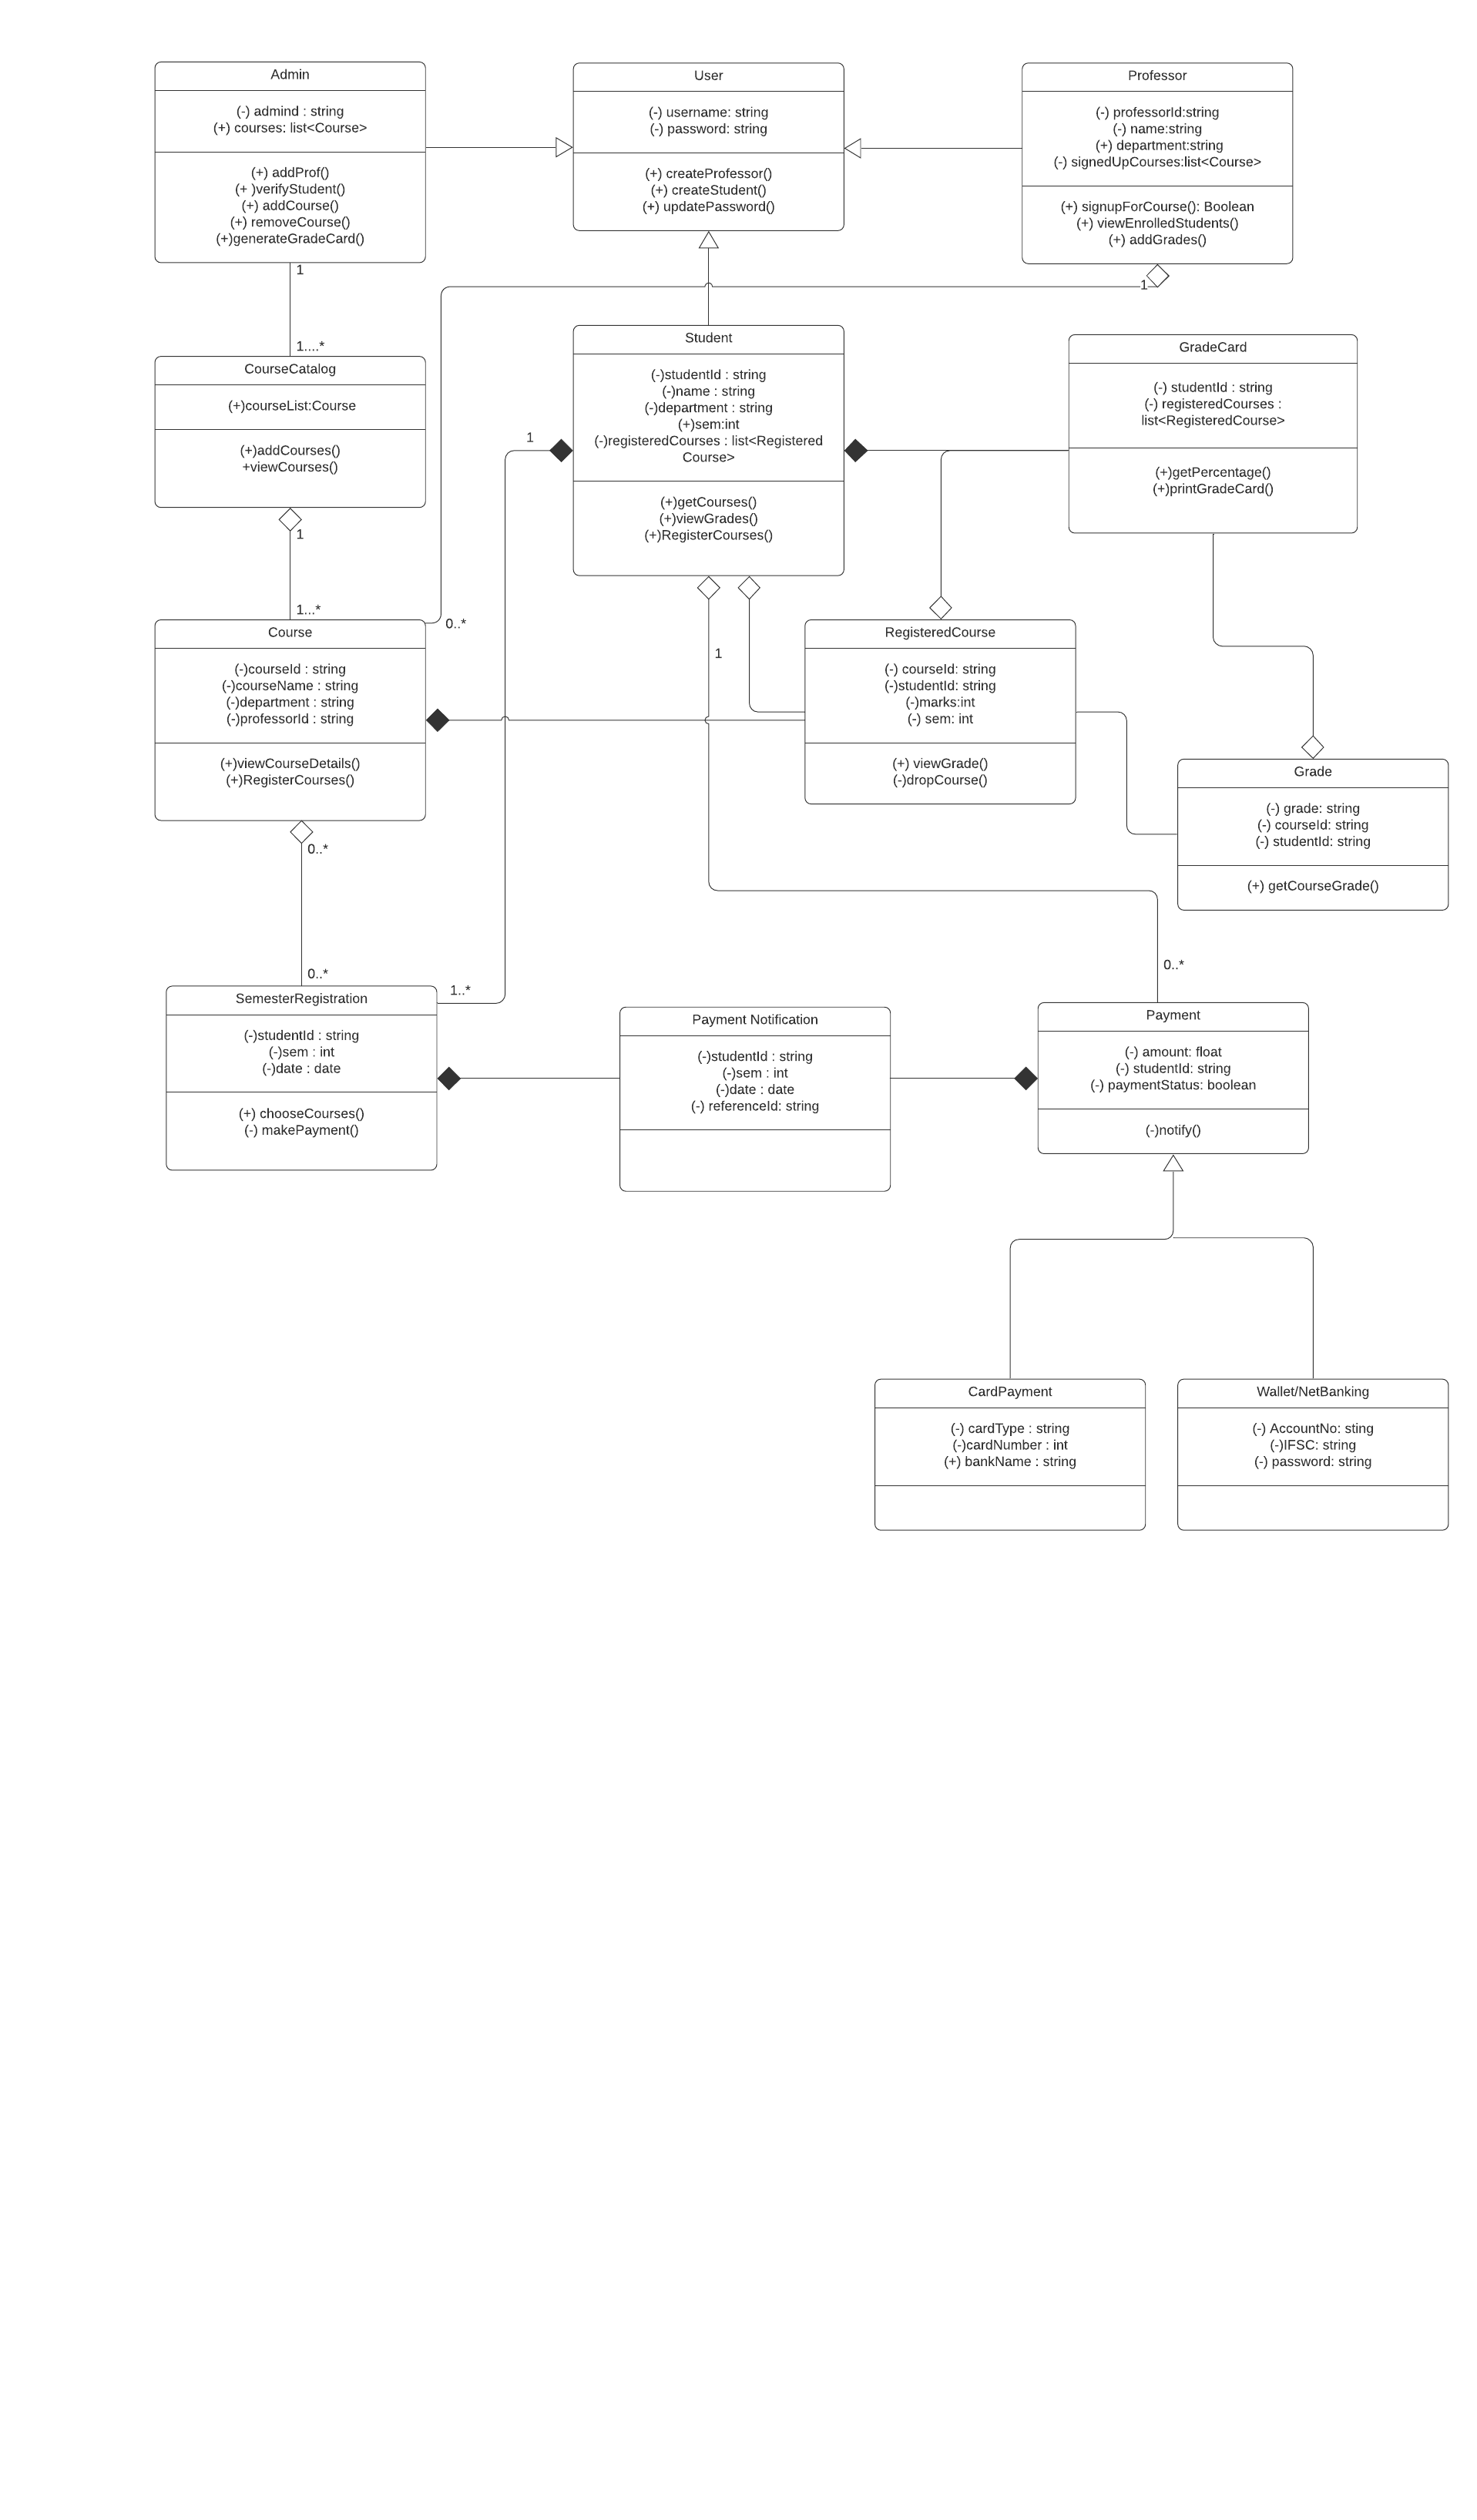 Admin
(-) admind : string
(+) courses: list<Course>
(+) addProf()
(+ )verifyStudent()
(+) addCourse()
(+) removeCourse()
(+)generateGradeCard()
User
(-) username: string
(-) password: string
(+) createProfessor()
(+) createStudent()
(+) updatePassword()
Professor
(-) professorId:string
(-) name:string
(+) department:string
(-) signedUpCourses:list<Course>
(+) signupForCourse(): Boolean
(+) viewEnrolledStudents()
(+) addGrades()
1
1
1....*
CourseCatalog
(+)courseList:Course
(+)addCourses()
+viewCourses()
1
1...*
Student
(-)studentId : string
(-)name : string
(-)department : string
(+)sem:int
(-)registeredCourses : list<Registered
Course>
(+)getCourses()
(+)viewGrades()
(+)RegisterCourses()
1
GradeCard
(-) studentId : string
(-) registeredCourses :
list<RegisteredCourse>
(+)getPercentage()
(+)printGradeCard()
Course
(-)courseId : string
(-)courseName : string
(-)department : string
(-)professorId : string
(+)viewCourseDetails()
(+)RegisterCourses()
0..*
1
RegisteredCourse
(-) courseId: string
(-)studentId: string
(-)marks:int
(-) sem: int
(+) viewGrade()
(-)dropCourse()
Grade
(-) grade: string
(-) courseId: string
(-) studentId: string
(+) getCourseGrade()
0..*
0..*
SemesterRegistration
(-)studentId : string
(-)sem : int
(-)date : date
(+) chooseCourses()
(-) makePayment()
1..*
Payment Notification
(-)studentId : string
(-)sem : int
(-)date : date
(-) referenceId: string
0..*
Payment
(-) amount: float
(-) studentId: string
(-) paymentStatus: boolean
(-)notify()
CardPayment
(-) cardType : string
(-)cardNumber : int
(+) bankName : string
Wallet/NetBanking
(-) AccountNo: sting
(-)IFSC: string
(-) password: string